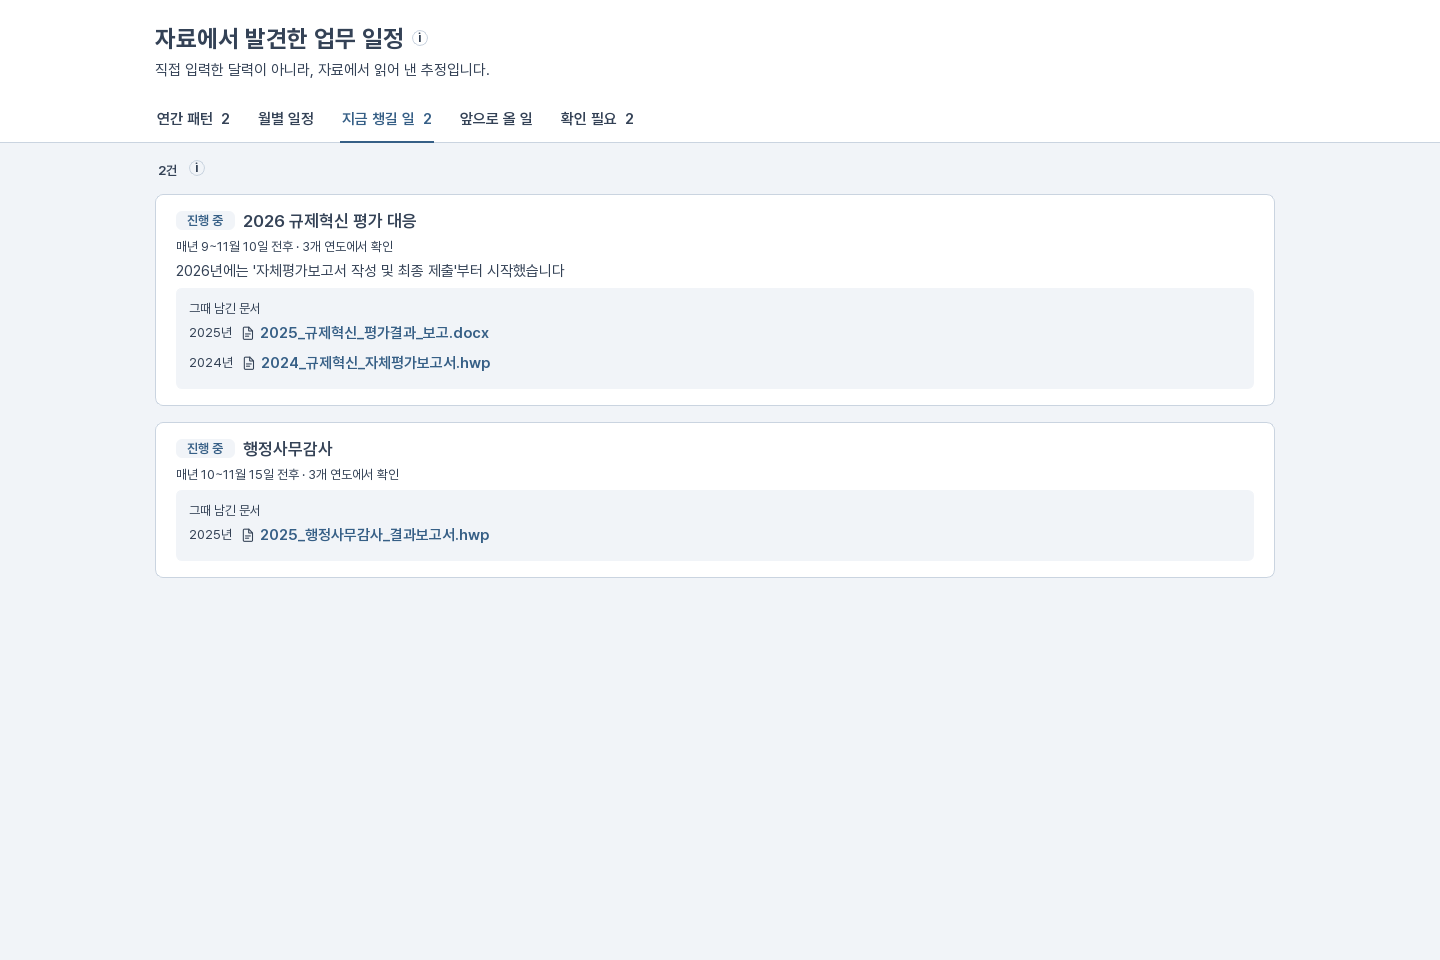 자료에서 발견한 업무 일정 i
직접 입력한 달력이 아니라, 자료에서 읽어 낸 추정입니다.
연간 패턴 2 월별 일정 지금 챙길 일 2 앞으로 올 일 확인 필요 2
2건 i
진행 중 2026 규제혁신 평가 대응
매년 9~11월 10일 전후 · 3개 연도에서 확인
2026년에는 '자체평가보고서 작성 및 최종 제출'부터 시작했습니다
그때 남긴 문서
2025년 2025_규제혁신_평가결과_보고.docx
2024년 2024_규제혁신_자체평가보고서.hwp
진행 중 행정사무감사
매년 10~11월 15일 전후 · 3개 연도에서 확인
그때 남긴 문서
2025년 2025_행정사무감사_결과보고서.hwp